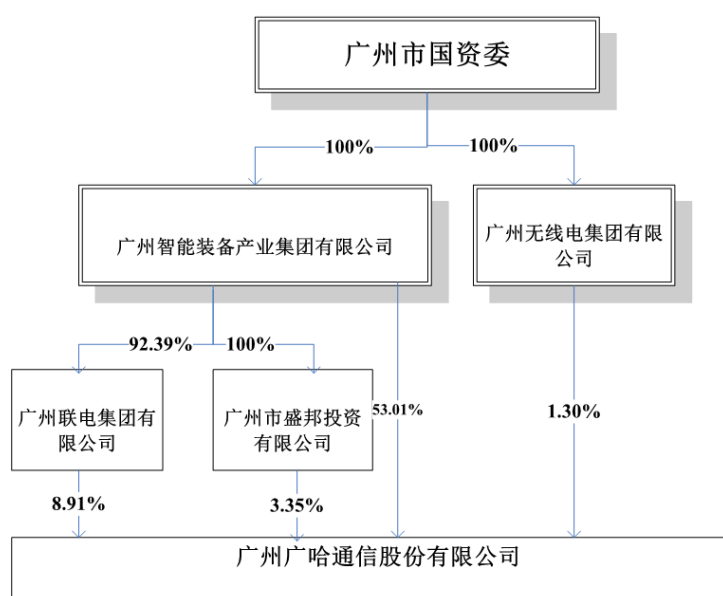 广州市国资委
100%
100%
广州智能装备产业集团有限公司
广州无线电集团有限
公司
92.39%
100%
广州联电集团有
限公司
广州市盛邦投资
有限公司
53.01%
1.30%
8.91%
3.35%
广州广哈通信股份有限公司